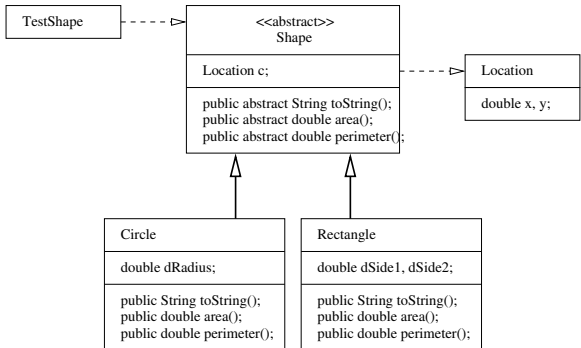 TestShape
<<abstract>>
Shape
Location c;
public abstract String toString();
public abstract double area();
public abstract double perimeter();
Location
double x, y;
Circle
double dRadius;
public String toString();
public double area();
public double perimeter();
Rectangle
double dSide1, dSide2;
public String toString();
public double area();
public double perimeter();